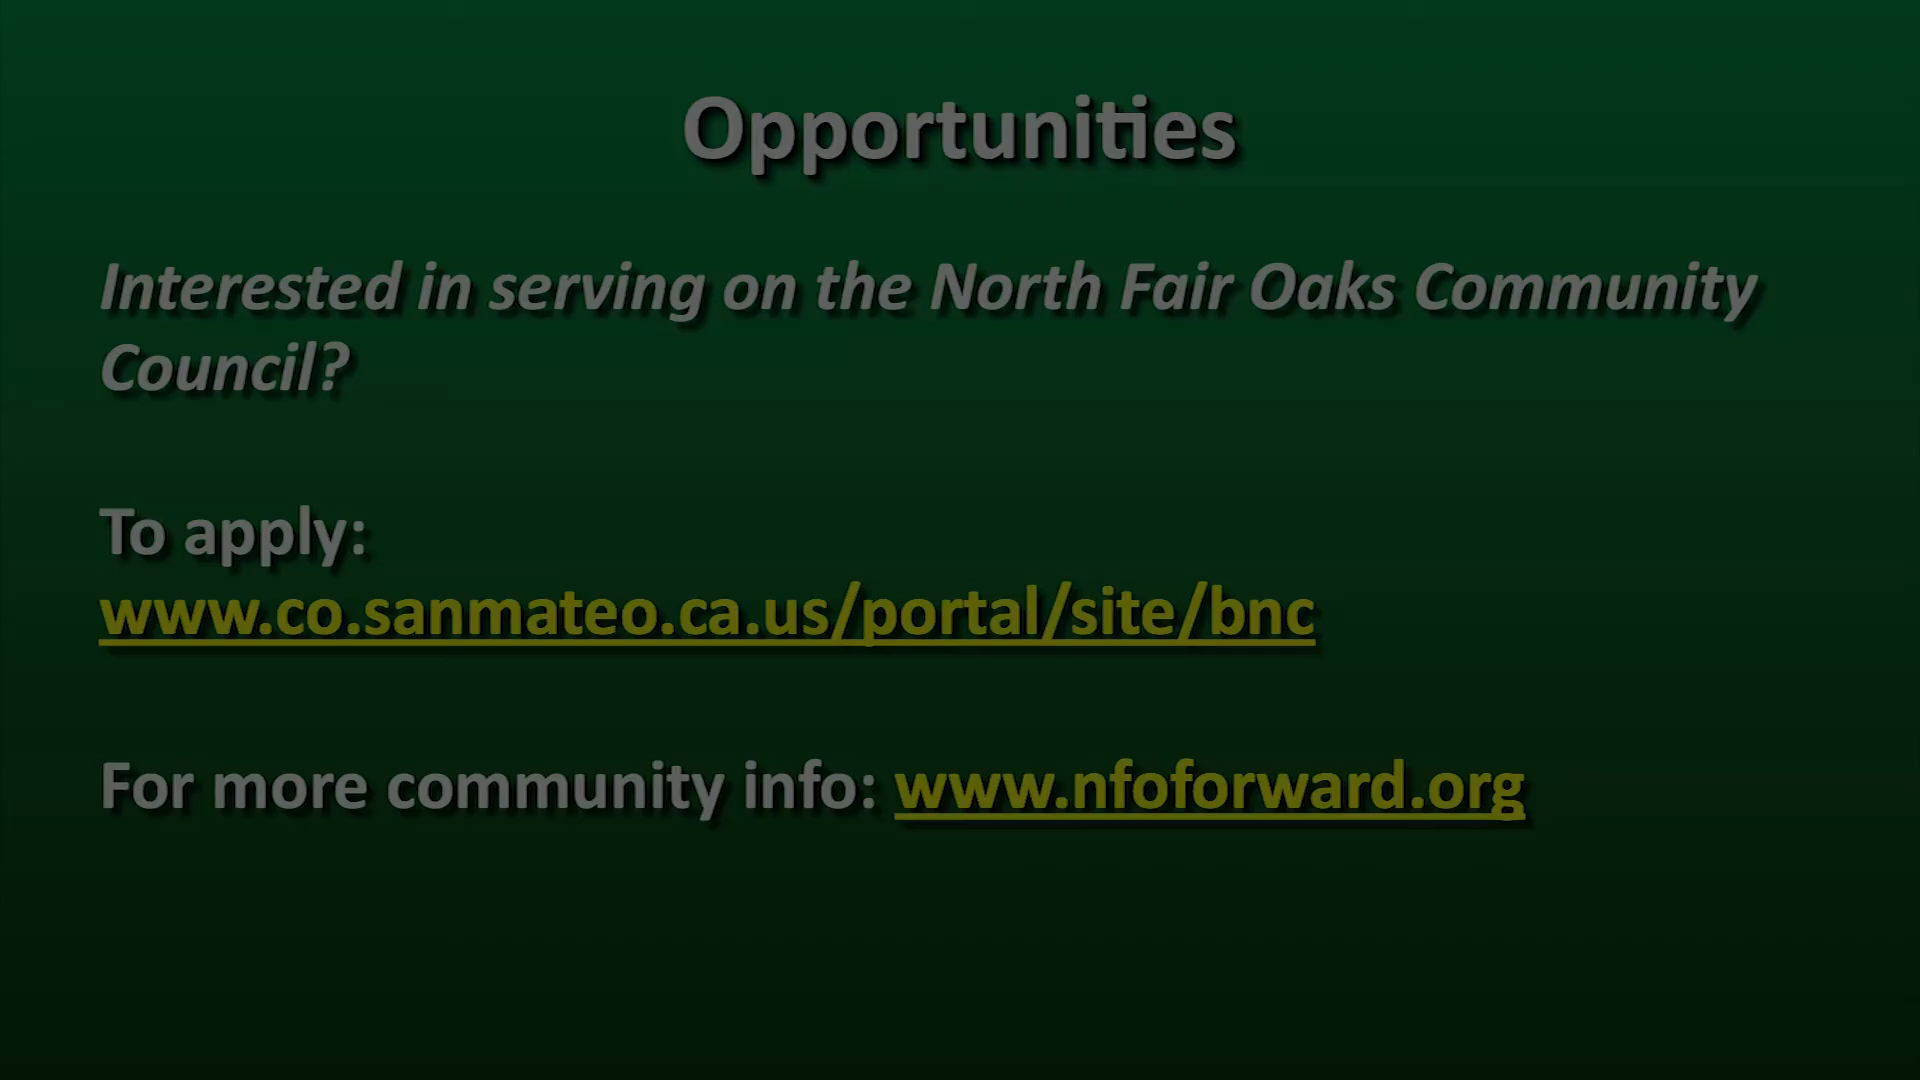 Opportunities
Interested in serving on the North Fair Oaks Community
Council?
To apply:
www.co.sanmateo.ca.us/portal/site/bnc
For more community info: www.nfoforward.org